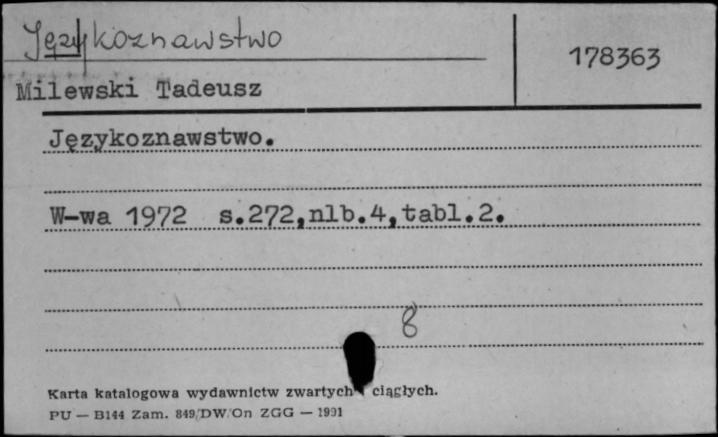 Językoznawstwo
178363
Milewski Tadeusz
Językoznawstwo.
W-wa 1972 s.272,nlb.4,tabl.2.
8
Karta katalogowa wydawnictw zwartych ciągłych.
PU — B144 Zam. 849/DW/On ZGG — 1991